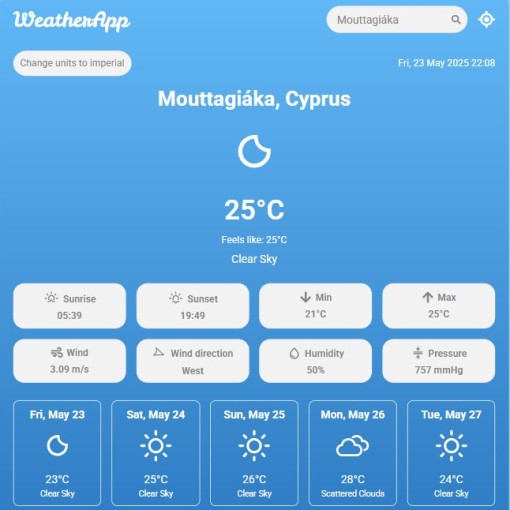 WeatherApp
Mouttagiáka
Change units to imperial
Fri, 23 May 2025 22:08
Mouttagiáka, Cyprus
25°C
Feels like: 25°C
Clear Sky
Sunrise
05:39
Sunset
19:49
Min
21°C
Max
25°C
Wind
3.09 m/s
Wind direction
West
Humidity
50%
Pressure
757 mmHg
Fri, May 23
23°C
Clear Sky
Sat, May 24
25°C
Clear Sky
Sun, May 25
26°C
Clear Sky
Mon, May 26
28°C
Scattered Clouds
Tue, May 27
24°C
Clear Sky